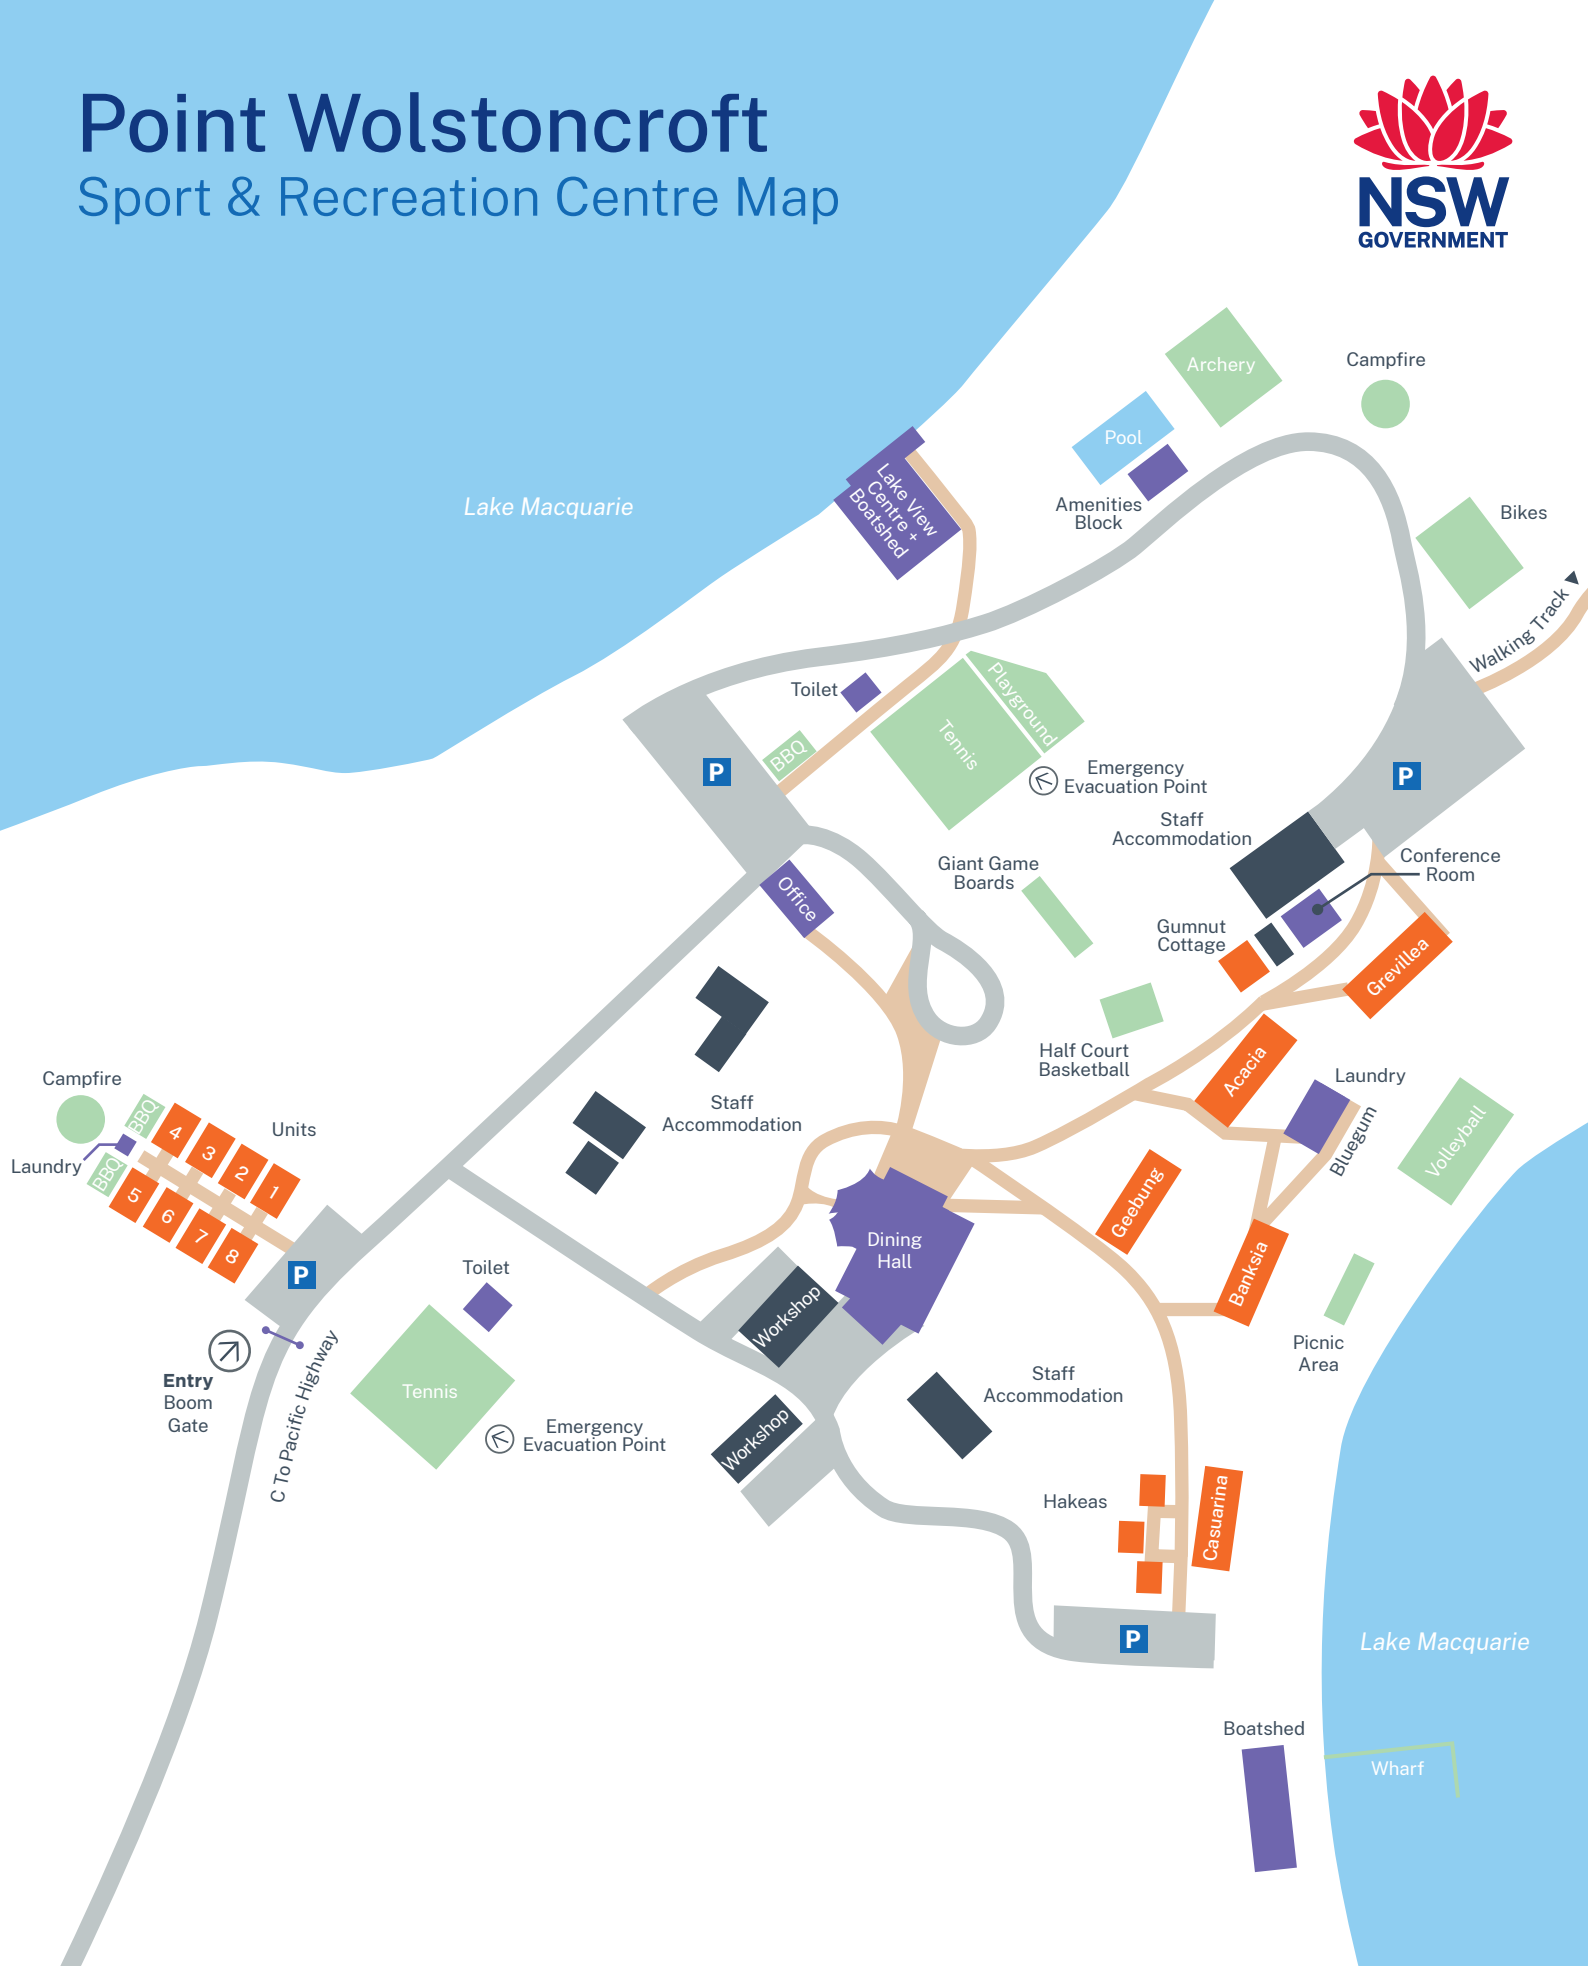 Point Wolstoncroft
Sport & Recreation Centre Map
NSW
GOVERNMENT
Archery
Campfire
Pool
Lake Macquarie
Lake View
Centre +
Boatshed
Amenities
Block
Bikes
Walking Track
Toilet
Playground
Tennis
BBQ
P
Emergency
Evacuation Point
P
Staff
Accommodation
Conference
Room
Giant Game
Boards
Office
Gumnut
Cottage
Grevillea
Half Court
Basketball
Acacia
Laundry
Bluegum
Volleyball
Campfire
BBQ
4
3
2
1
Units
Laundry
BBQ
5
6
7
8
Staff
Accommodation
Geebung
Dining
Hall
Banksia
P
Toilet
Workshop
Picnic
Area
Entry
Boom
Gate
C To Pacific Highway
Tennis
Emergency
Evacuation Point
Workshop
Staff
Accommodation
Hakeas
Casuarina
P
Lake Macquarie
Boatshed
Wharf